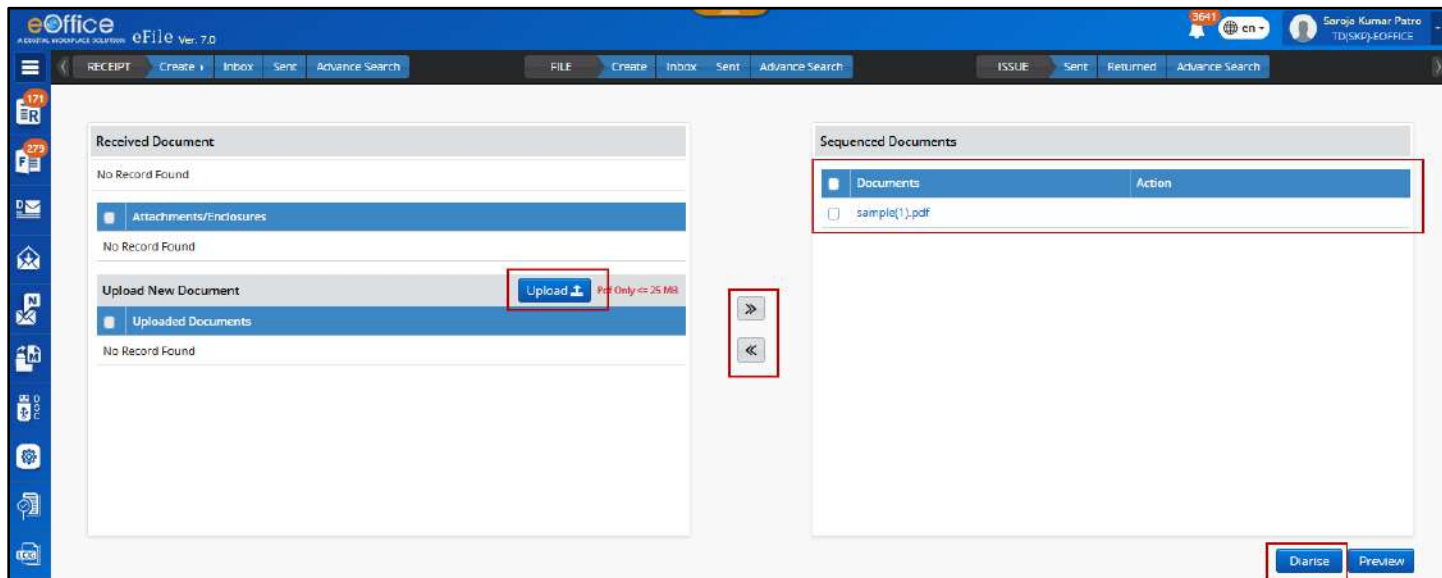 eOffice
A DIGITAL WORKPLACE SOLUTION eFile Ver. 7.0
3641
en
Saroja Kumar Patro
TD(SKP)-EOFFICE
RECEIPT Create Inbox Sent Advance Search FILE Create Inbox Sent Advance Search ISSUE Sent Returned Advance Search
171
R
279
F
D
N
M
Received Document
No Record Found
Attachments/Enclosures
No Record Found
Upload New Document Upload Pdf Only <= 25 MB
Uploaded Documents
No Record Found
Sequenced Documents
Documents Action
sample(1).pdf
Diarise Preview